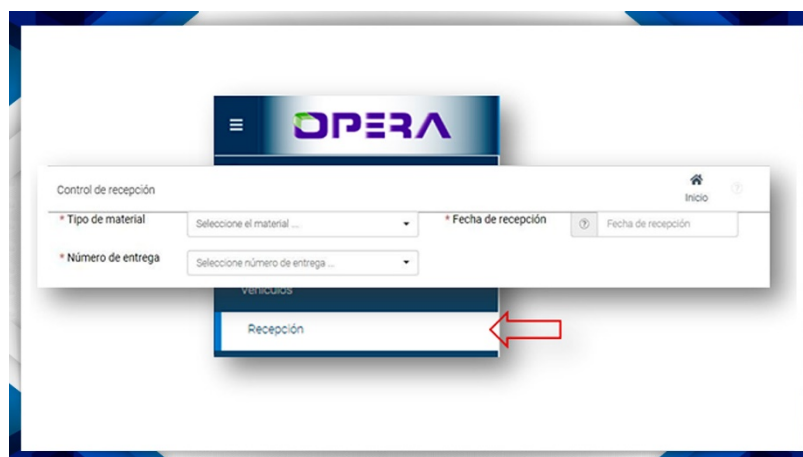 OPERA
Control de recepción
Inicio
* Tipo de material
Seleccione el material ...
* Fecha de recepción
Fecha de recepción
* Número de entrega
Seleccione número de entrega ...
Vehículos
Recepción